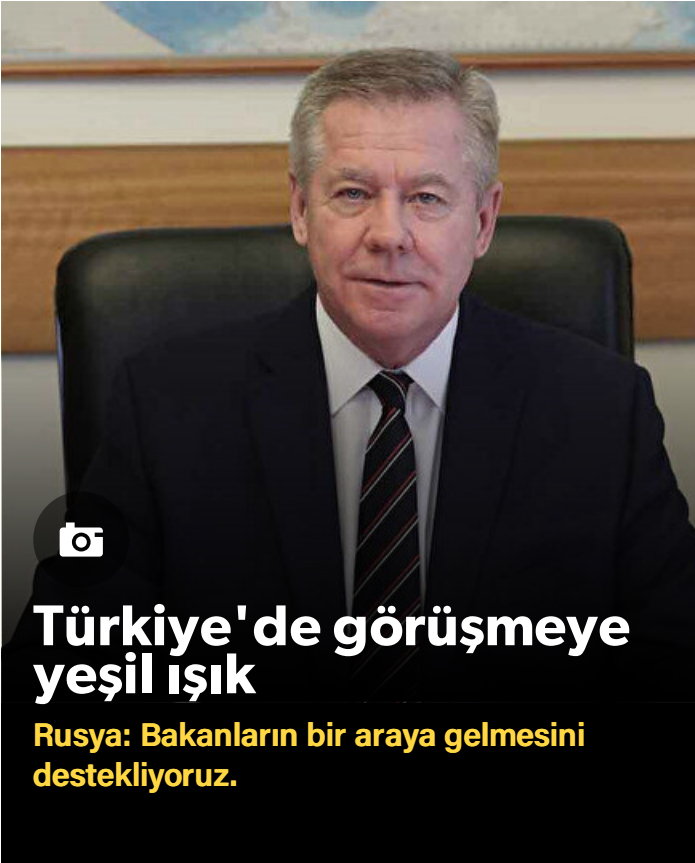 Türkiye'de görüşmeye
yeşil ışık
Rusya: Bakanların bir araya gelmesini
destekliyoruz.